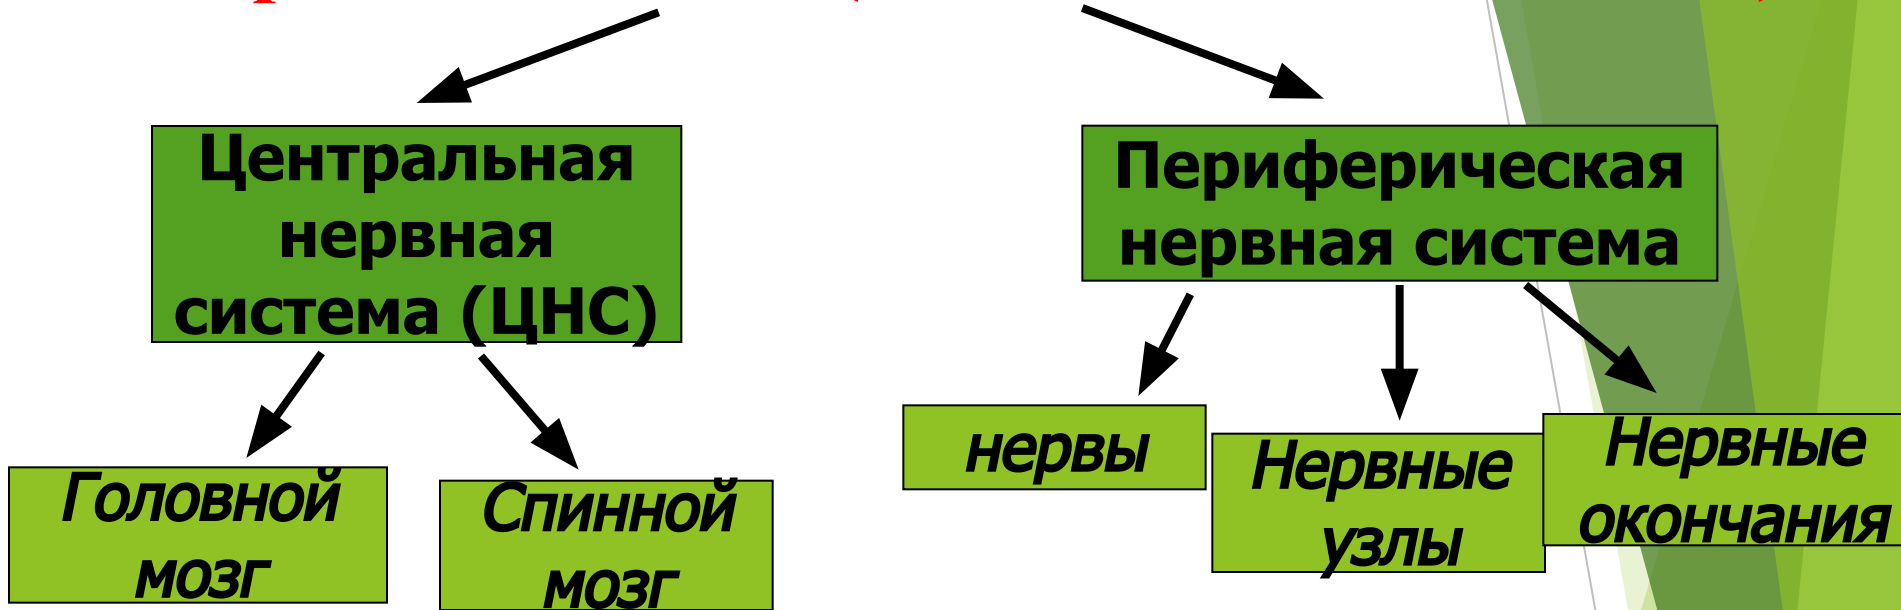 Центральная
нервная
система (ЦНС)
Периферическая
нервная система
Головной
мозг
Спинной
мозг
нервы
Нервные
узлы
Нервные
окончания